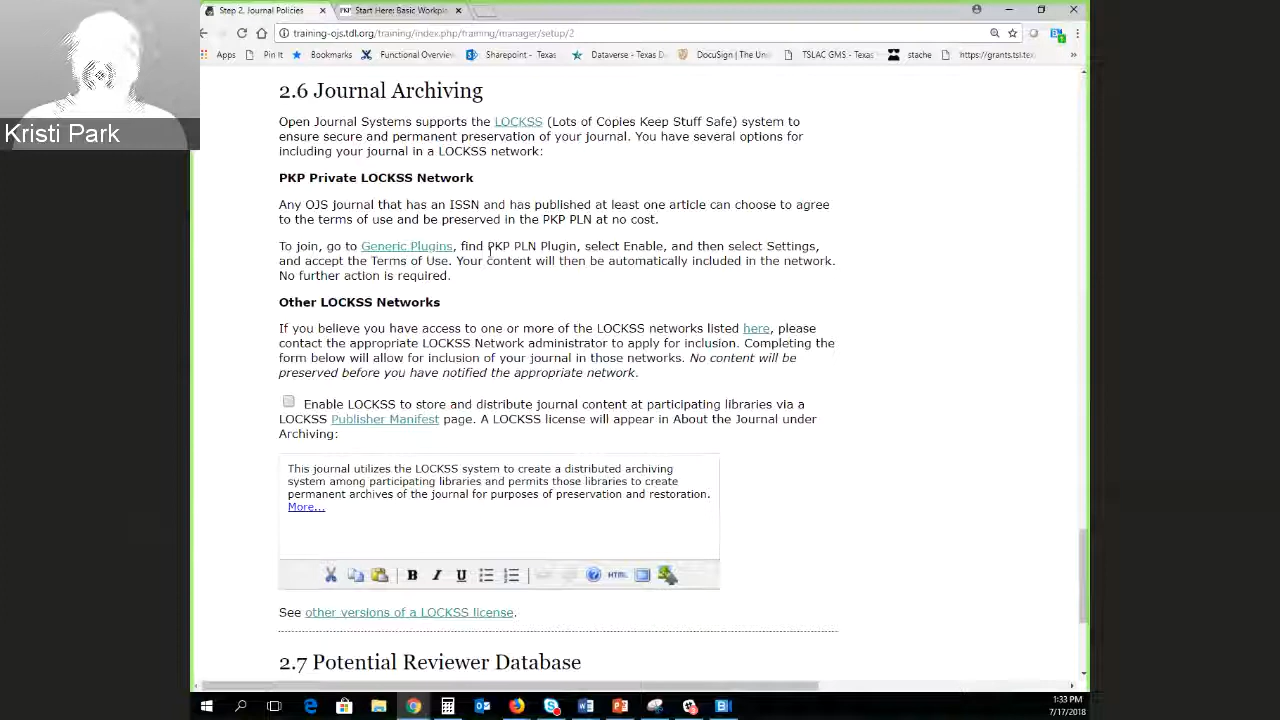 Step 2. Journal Policies
Start Here: Basic Workpl
training-ojs.tdl.org/training/index.php/training/manager/setup/2
Apps Pin It Bookmarks Functional Overview Sharepoint - Texas Dataverse - Texas D DocuSign | The Un TSLAC GMS - Texas stache https://grants.tsl.tex »
Kristi Park
2.6 Journal Archiving
Open Journal Systems supports the LOCKSS (Lots of Copies Keep Stuff Safe) system to
ensure secure and permanent preservation of your journal. You have several options for
including your journal in a LOCKSS network:
PKP Private LOCKSS Network
Any OJS journal that has an ISSN and has published at least one article can choose to agree
to the terms of use and be preserved in the PKP PLN at no cost.
To join, go to Generic Plugins, find PKP PLN Plugin, select Enable, and then select Settings,
and accept the Terms of Use. Your content will then be automatically included in the network.
No further action is required.
Other LOCKSS Networks
If you believe you have access to one or more of the LOCKSS networks listed here, please
contact the appropriate LOCKSS Network administrator to apply for inclusion. Completing the
form below will allow for inclusion of your journal in those networks. No content will be
preserved before you have notified the appropriate network.
Enable LOCKSS to store and distribute journal content at participating libraries via a
LOCKSS Publisher Manifest page. A LOCKSS license will appear in About the Journal under
Archiving:
This journal utilizes the LOCKSS system to create a distributed archiving
system among participating libraries and permits those libraries to create
permanent archives of the journal for purposes of preservation and restoration.
More...
B I U HTML
See other versions of a LOCKSS license.
2.7 Potential Reviewer Database
1:33 PM
7/17/2018